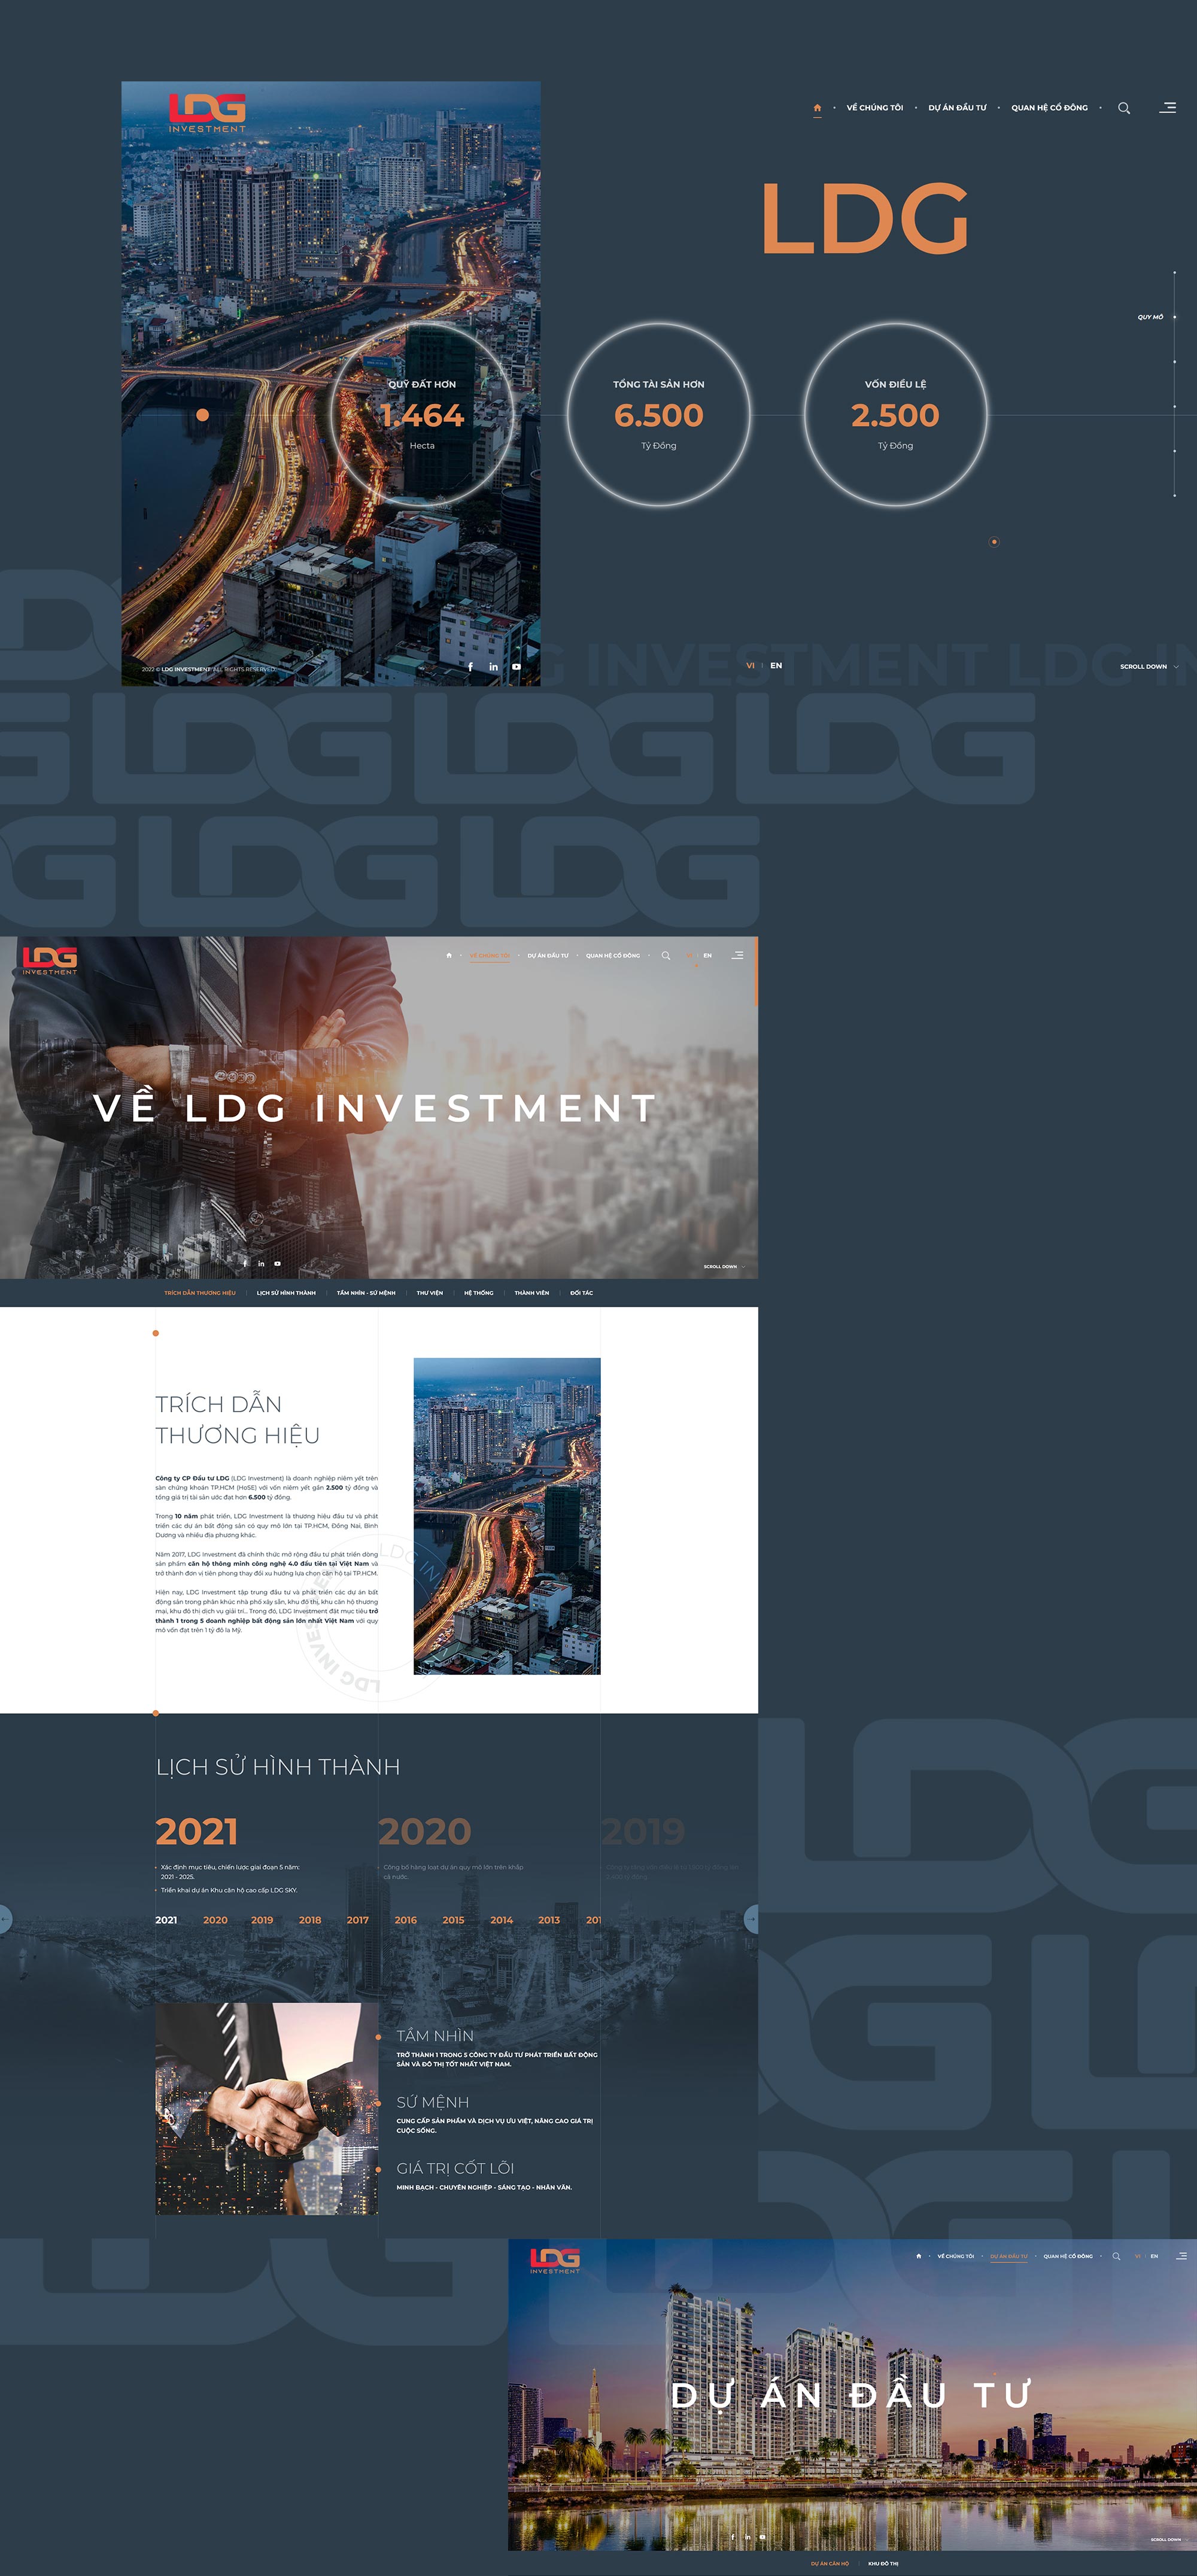 LDG
INVESTMENT
VỀ CHÚNG TÔI
DỰ ÁN ĐẦU TƯ
QUAN HỆ CỔ ĐÔNG
LDG
QUY MÔ
QUỸ ĐẤT HƠN
1.464
Hecta
TỔNG TÀI SẢN HƠN
6.500
Tỷ Đồng
VỐN ĐIỀU LỆ
2.500
Tỷ Đồng
2022 © LDG INVESTMENT. ALL RIGHTS RESERVED.
VI | EN
SCROLL DOWN
G INVESTMENT LDG IN
LDG LDG LDG
G LDG LDG
LDG
INVESTMENT
VỀ CHÚNG TÔI
DỰ ÁN ĐẦU TƯ
QUAN HỆ CỔ ĐÔNG
EN
VỀ LDG INVESTMENT
SCROLL DOWN
TRÍCH DẪN THƯƠNG HIỆU | LỊCH SỬ HÌNH THÀNH | TẦM NHÌN - SỨ MỆNH | THƯ VIỆN | HỆ THỐNG | THÀNH VIÊN | ĐỐI TÁC
TRÍCH DẪN
THƯƠNG HIỆU
Công ty CP Đầu tư LDG (LDG Investment) là doanh nghiệp niêm yết trên
sàn chứng khoán TP.HCM (HoSE) với vốn niêm yết gần 2.500 tỷ đồng và
tổng giá trị tài sản ước đạt hơn 6.500 tỷ đồng.
Trong 10 năm phát triển, LDG Investment là thương hiệu đầu tư và phát
triển các dự án bất động sản có quy mô lớn tại TP.HCM, Đồng Nai, Bình
Dương và nhiều địa phương khác.
Năm 2017, LDG Investment đã chính thức mở rộng đầu tư phát triển dòng
sản phẩm căn hộ thông minh công nghệ 4.0 đầu tiên tại Việt Nam và
trở thành đơn vị tiên phong thay đổi xu hướng lựa chọn căn hộ tại TP.HCM.
Hiện nay, LDG Investment tập trung đầu tư và phát triển các dự án bất
động sản trong phân khúc nhà phố xây sẵn, khu đô thị, khu căn hộ thương
mại, khu đô thị dịch vụ giải trí... Trong đó, LDG Investment đặt mục tiêu trở
thành 1 trong 5 doanh nghiệp bất động sản lớn nhất Việt Nam với quy
mô vốn đạt trên 1 tỷ đô la Mỹ.
LỊCH SỬ HÌNH THÀNH
2021
Xác định mục tiêu, chiến lược giai đoạn 5 năm:
2021 - 2025.
Triển khai dự án Khu căn hộ cao cấp LDG SKY.
2020
Công bố hàng loạt dự án quy mô lớn trên khắp
cả nước.
2019
2021 2020 2019 2018 2017 2016 2015 2014 2013 201
TẦM NHÌN
TRỞ THÀNH 1 TRONG 5 CÔNG TY ĐẦU TƯ PHÁT TRIỂN BẤT ĐỘNG
SẢN VÀ ĐÔ THỊ TỐT NHẤT VIỆT NAM.
SỨ MỆNH
CUNG CẤP SẢN PHẨM VÀ DỊCH VỤ ƯU VIỆT, NÂNG CAO GIÁ TRỊ
CUỘC SỐNG.
GIÁ TRỊ CỐT LÕI
MINH BẠCH - CHUYÊN NGHIỆP - SÁNG TẠO - NHÂN VĂN.
LDG
INVESTMENT
VỀ CHÚNG TÔI
DỰ ÁN ĐẦU TƯ
QUAN HỆ CỔ ĐÔNG
VI | EN
DỰ ÁN ĐẦU TƯ
SCROLL DOWN
DỰ ÁN CĂN HỘ | KHU ĐÔ THỊ